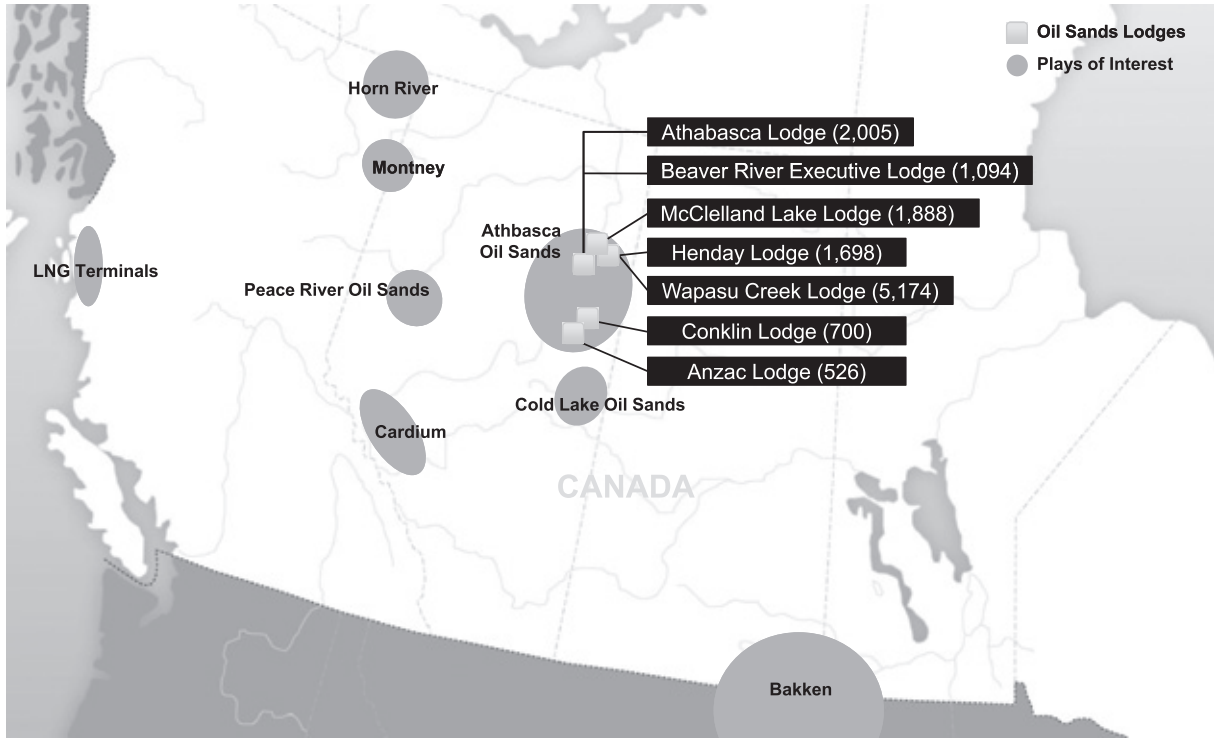 Oil Sands Lodges
Plays of Interest
Horn River
Athabasca Lodge (2,005)
Montney
Beaver River Executive Lodge (1,094)
McClelland Lake Lodge (1,888)
Athbasca
Oil Sands
Henday Lodge (1,698)
LNG Terminals
Peace River Oil Sands
Wapasu Creek Lodge (5,174)
Conklin Lodge (700)
Anzac Lodge (526)
Cold Lake Oil Sands
Cardium
CANADA
Bakken